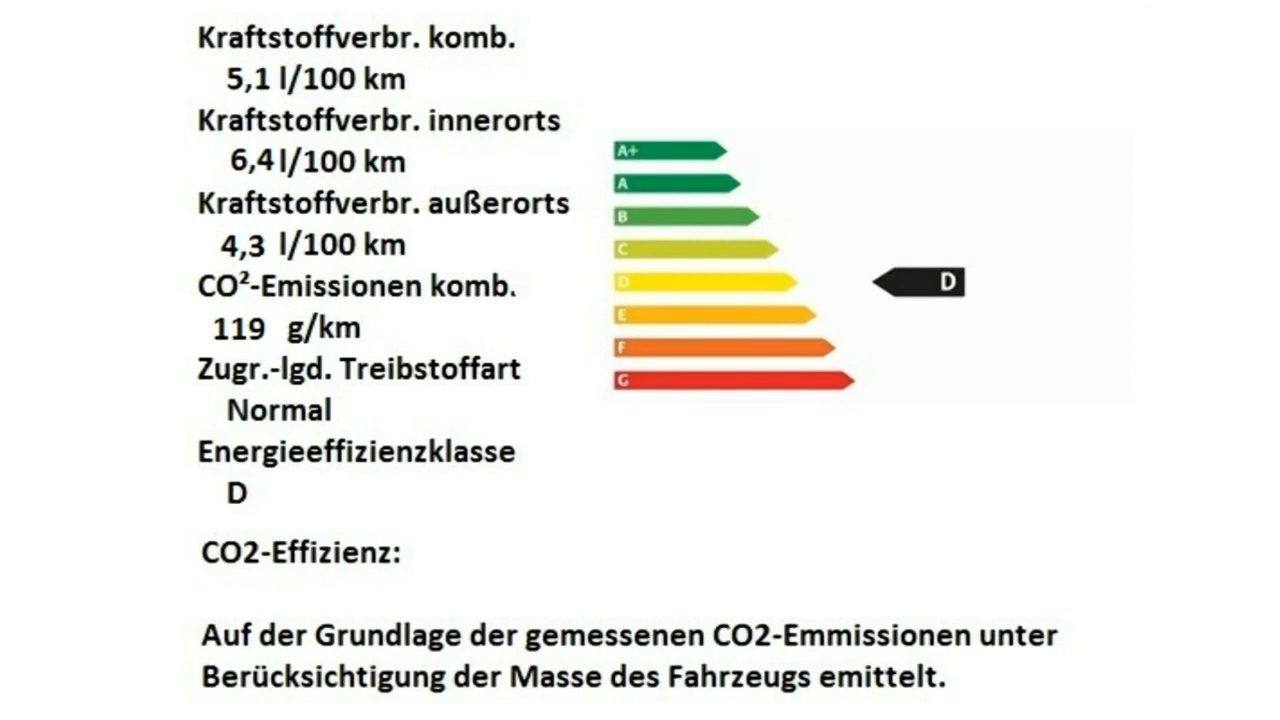 Kraftstoffverbr. komb.
5,1 l/100 km
Kraftstoffverbr. innerorts
6,4 l/100 km
Kraftstoffverbr. außerorts
4,3 l/100 km
CO²-Emissionen komb.
119 g/km
Zugr.-lgd. Treibstoffart
Normal
Energieeffizienzklasse
D
A+
A
B
C
D
D
E
F
G
CO2-Effizienz:
Auf der Grundlage der gemessenen CO2-Emmissionen unter
Berücksichtigung der Masse des Fahrzeugs emittelt.